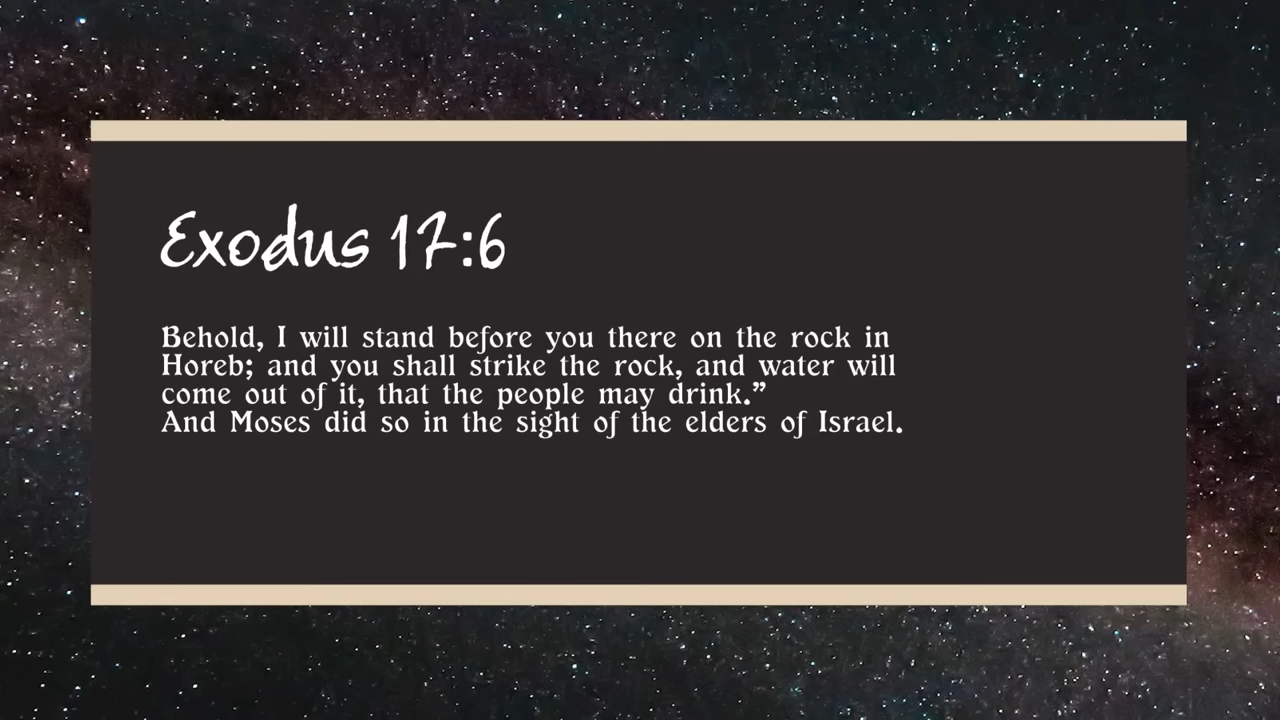 Exodus 17:6
Behold, I will stand before you there on the rock in
Horeb; and you shall strike the rock, and water will
come out of it, that the people may drink.”
And Moses did so in the sight of the elders of Israel.